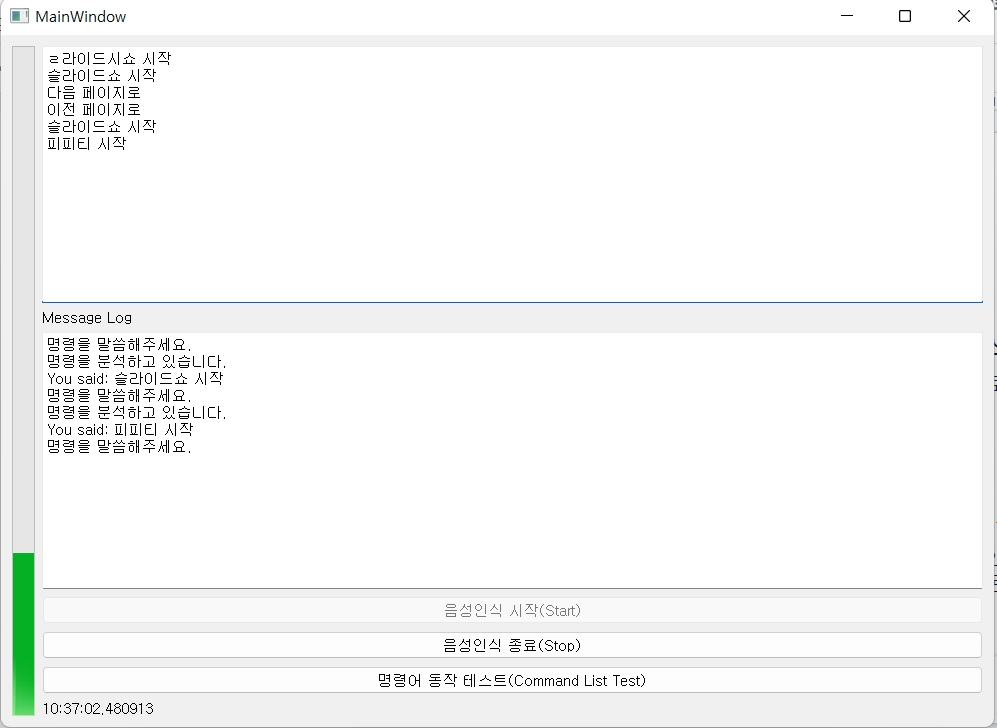 MainWindow
ㄹ라이드시쇼 시작
슬라이드쇼 시작
다음 페이지로
이전 페이지로
슬라이드쇼 시작
피피티 시작
Message Log
명령을 말씀해주세요.
명령을 분석하고 있습니다.
You said: 슬라이드쇼 시작
명령을 말씀해주세요.
명령을 분석하고 있습니다.
You said: 피피티 시작
명령을 말씀해주세요.
음성인식 시작(Start)
음성인식 종료(Stop)
명령어 동작 테스트(Command List Test)
10:37:02.480913